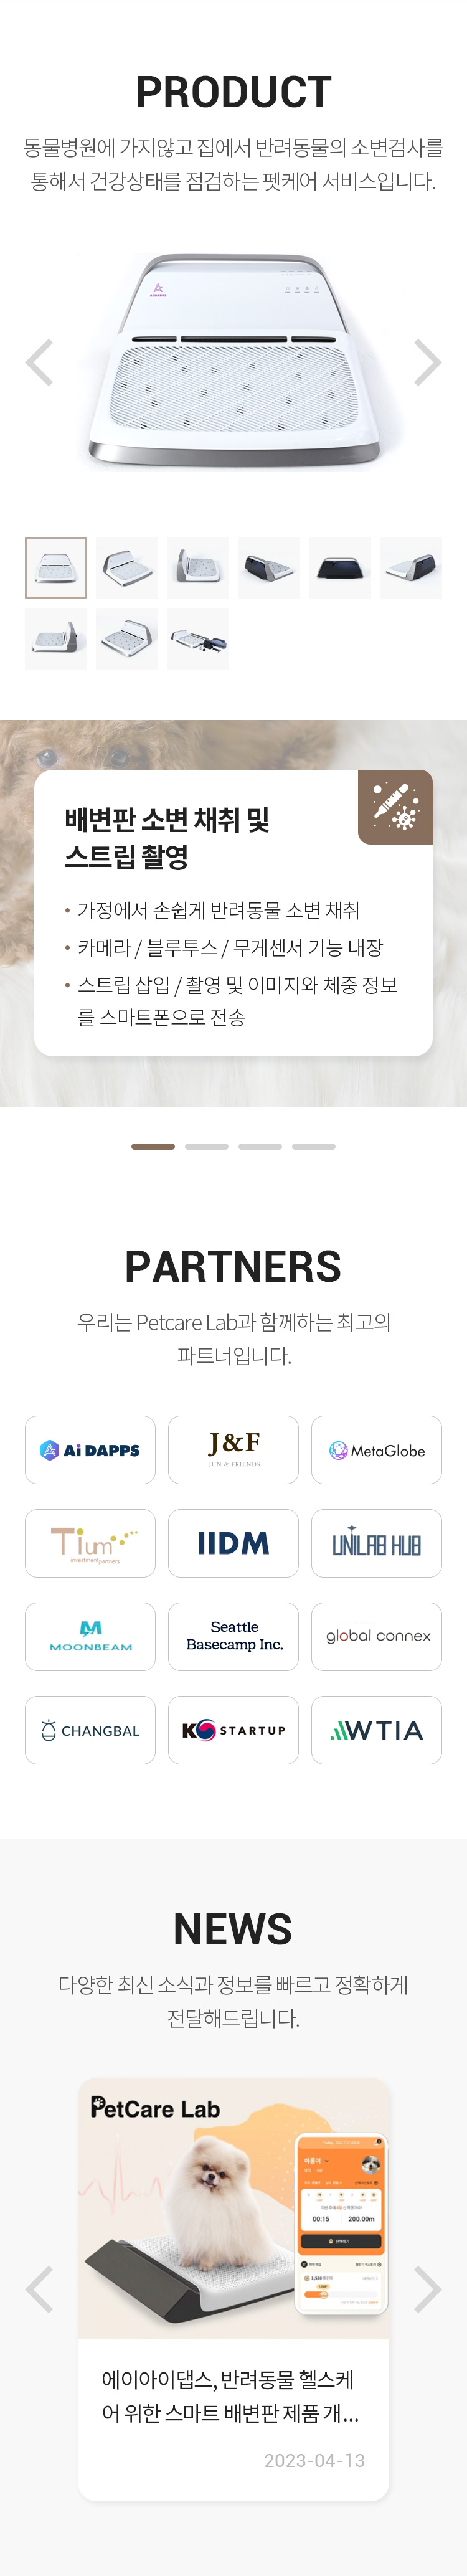 PRODUCT
동물병원에 가지않고 집에서 반려동물의 소변검사를
통해서 건강상태를 점검하는 펫케어 서비스입니다.
AI DAPPS
배변판 소변 채취 및
스트립 촬영
• 가정에서 손쉽게 반려동물 소변 채취
• 카메라 / 블루투스 / 무게센서 기능 내장
• 스트립 삽입 / 촬영 및 이미지와 체중 정보
를 스마트폰으로 전송
PARTNERS
우리는 Petcare Lab과 함께하는 최고의
파트너입니다.
Ai DAPPS
J&F
JUN & FRIENDS
MetaGlobe
Tium
investmentpartners
IIDM
UNILAB HUB
MOONBEAM
Seattle
Basecamp Inc.
global connex
CHANGBAL
K STARTUP
WTIA
NEWS
다양한 최신 소식과 정보를 빠르고 정확하게
전달해드립니다.
PetCare Lab
아롱이
00:15
200.00m
에이아이댑스, 반려동물 헬스케
어 위한 스마트 배변판 제품 개...
2023-04-13